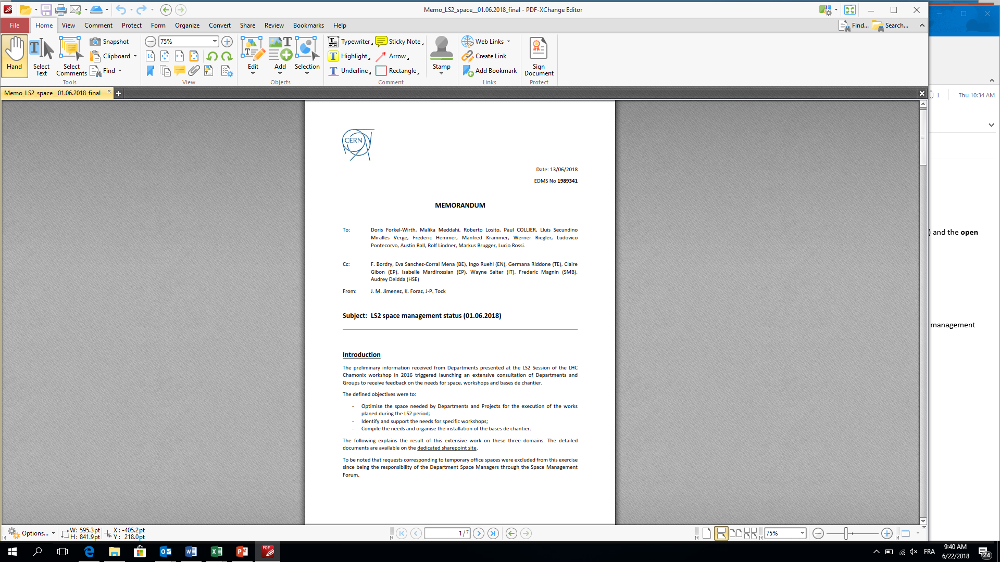 Memo_LS2_space__01.06.2018_final - PDF-XChange Editor
File Home View Comment Protect Form Organize Convert Share Review Bookmarks Help Find... Search...
Hand
Select Text
Select Comments
Snapshot
Clipboard
Find
Tools
75%
1:1
View
Edit
Add
Selection
Objects
Typewriter
Sticky Note
Highlight
Arrow
Underline
Rectangle
Stamp
Comment
Web Links
Create Link
Add Bookmark
Links
Sign Document
Protect
Memo_LS2_space__01.06.2018_final
1 Thu 10:34 AM
CERN
Date: 13/06/2018
EDMS No 1989341
MEMORANDUM
To: Doris Forkel-Wirth, Malika Meddahi, Roberto Losito, Paul COLLIER, Lluis Secundino
Miralles Verge, Frederic Hemmer, Manfred Krammer, Werner Riegler, Ludovico
Pontecorvo, Austin Ball, Rolf Lindner, Markus Brugger, Lucio Rossi.
Cc: F. Bordry, Eva Sanchez-Corral Mena (BE), Ingo Ruehl (EN), Germana Riddone (TE), Claire
Gibon (EP), Isabelle Mardirossian (EP), Wayne Salter (IT), Frederic Magnin (SMB),
Audrey Deidda (HSE)
From: J. M. Jimenez, K. Foraz, J-P. Tock
Subject: LS2 space management status (01.06.2018)
Introduction
The preliminary information received from Departments presented at the LS2 Session of the LHC
Chamonix workshop in 2016 triggered launching an extensive consultation of Departments and
Groups to receive feedback on the needs for space, workshops and bases de chantier.
The defined objectives were to:
- Optimise the space needed by Departments and Projects for the execution of the works
planed during the LS2 period;
- Identify and support the needs for specific workshops;
- Compile the needs and organise the installation of the bases de chantier.
The following explains the result of this extensive work on these three domains. The detailed
documents are available on the dedicated sharepoint site.
To be noted that requests corresponding to temporary office spaces were excluded from this exercise
since being the responsibility of the Department Space Managers through the Space Management
Forum.
) and the open
management
Options...
W: 595.3pt
H: 841.9pt
X : -405.2pt
Y : 218.0pt
1/7
75%
PDF
FRA
9:40 AM
6/22/2018
24